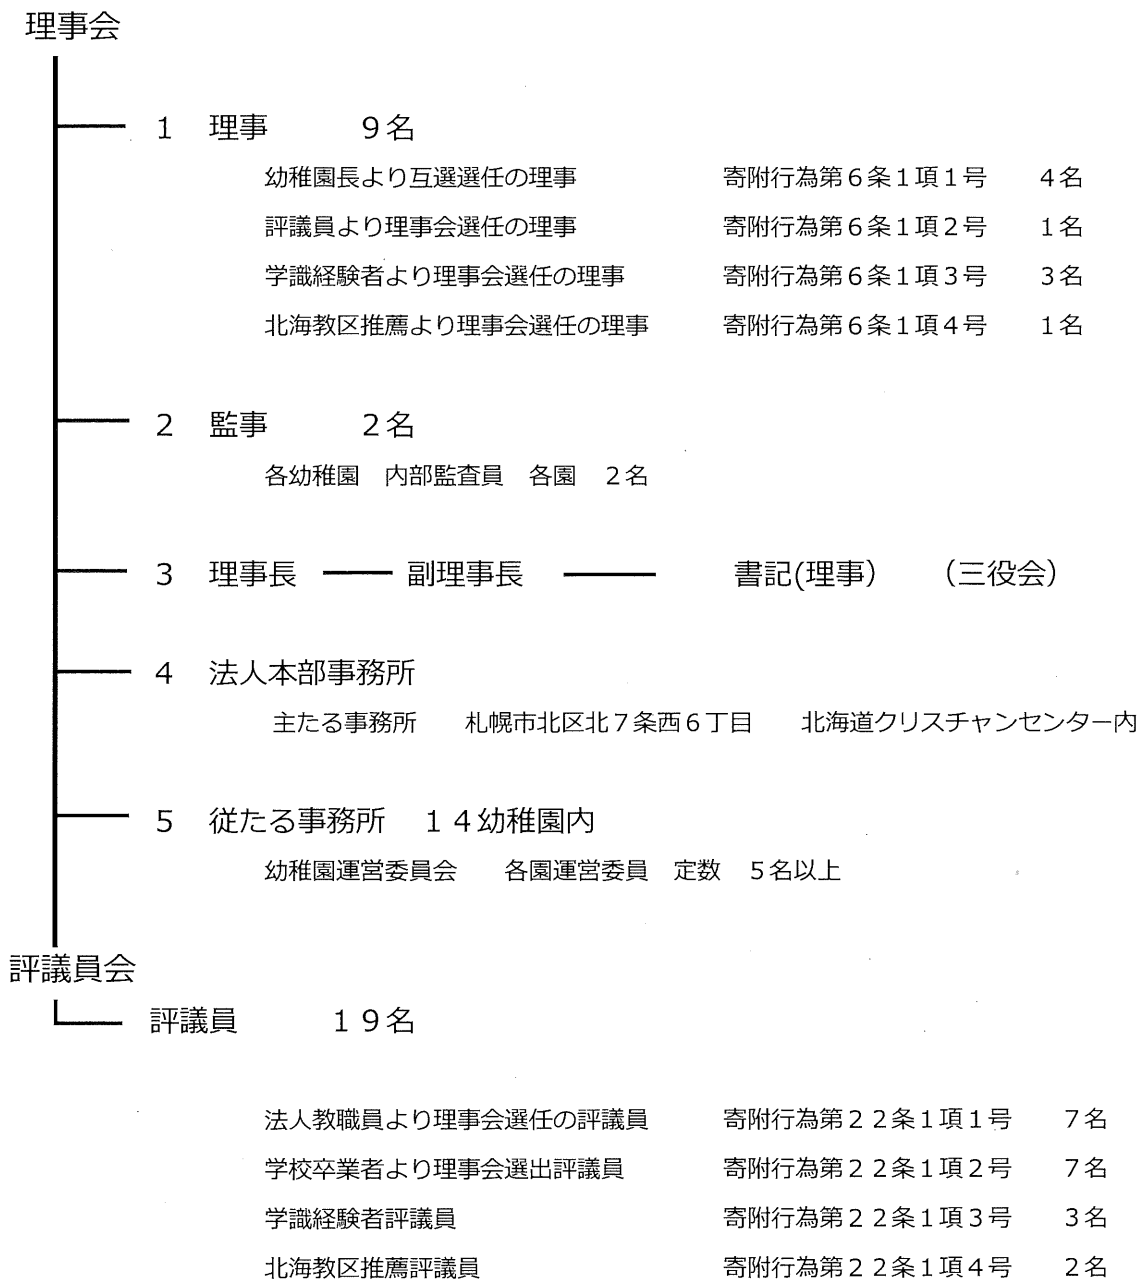 理事会
1 理事 9名
幼稚園長より互選選任の理事 寄附行為第6条1項1号 4名
評議員より理事会選任の理事 寄附行為第6条1項2号 1名
学識経験者より理事会選任の理事 寄附行為第6条1項3号 3名
北海教区推薦より理事会選任の理事 寄附行為第6条1項4号 1名
2 監事 2名
各幼稚園 内部監査員 各園 2名
3 理事長 副理事長 書記(理事） （三役会）
4 法人本部事務所
主たる事務所 札幌市北区北7条西6丁目 北海道クリスチャンセンター内
5 従たる事務所 14幼稚園内
幼稚園運営委員会 各園運営委員 定数 5名以上
評議員会
評議員 19名
法人教職員より理事会選任の評議員 寄附行為第22条1項1号 7名
学校卒業者より理事会選出評議員 寄附行為第22条1項2号 7名
学識経験者評議員 寄附行為第22条1項3号 3名
北海教区推薦評議員 寄附行為第22条1項4号 2名